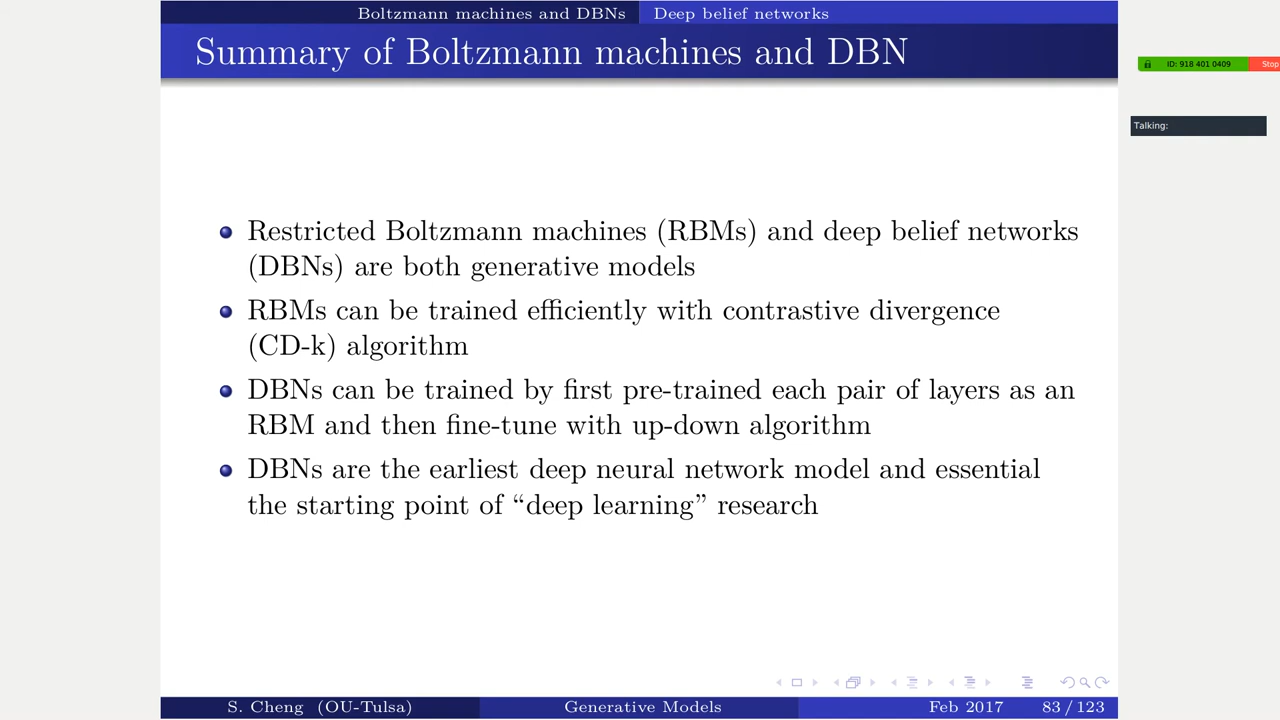 Boltzmann machines and DBNs Deep belief networks
Summary of Boltzmann machines and DBN
ID: 918 401 0409 Stop
Talking:
Restricted Boltzmann machines (RBMs) and deep belief networks
(DBNs) are both generative models
RBMs can be trained efficiently with contrastive divergence
(CD-k) algorithm
DBNs can be trained by first pre-trained each pair of layers as an
RBM and then fine-tune with up-down algorithm
DBNs are the earliest deep neural network model and essential
the starting point of “deep learning” research
S. Cheng (OU-Tulsa) Generative Models Feb 2017 83 / 123